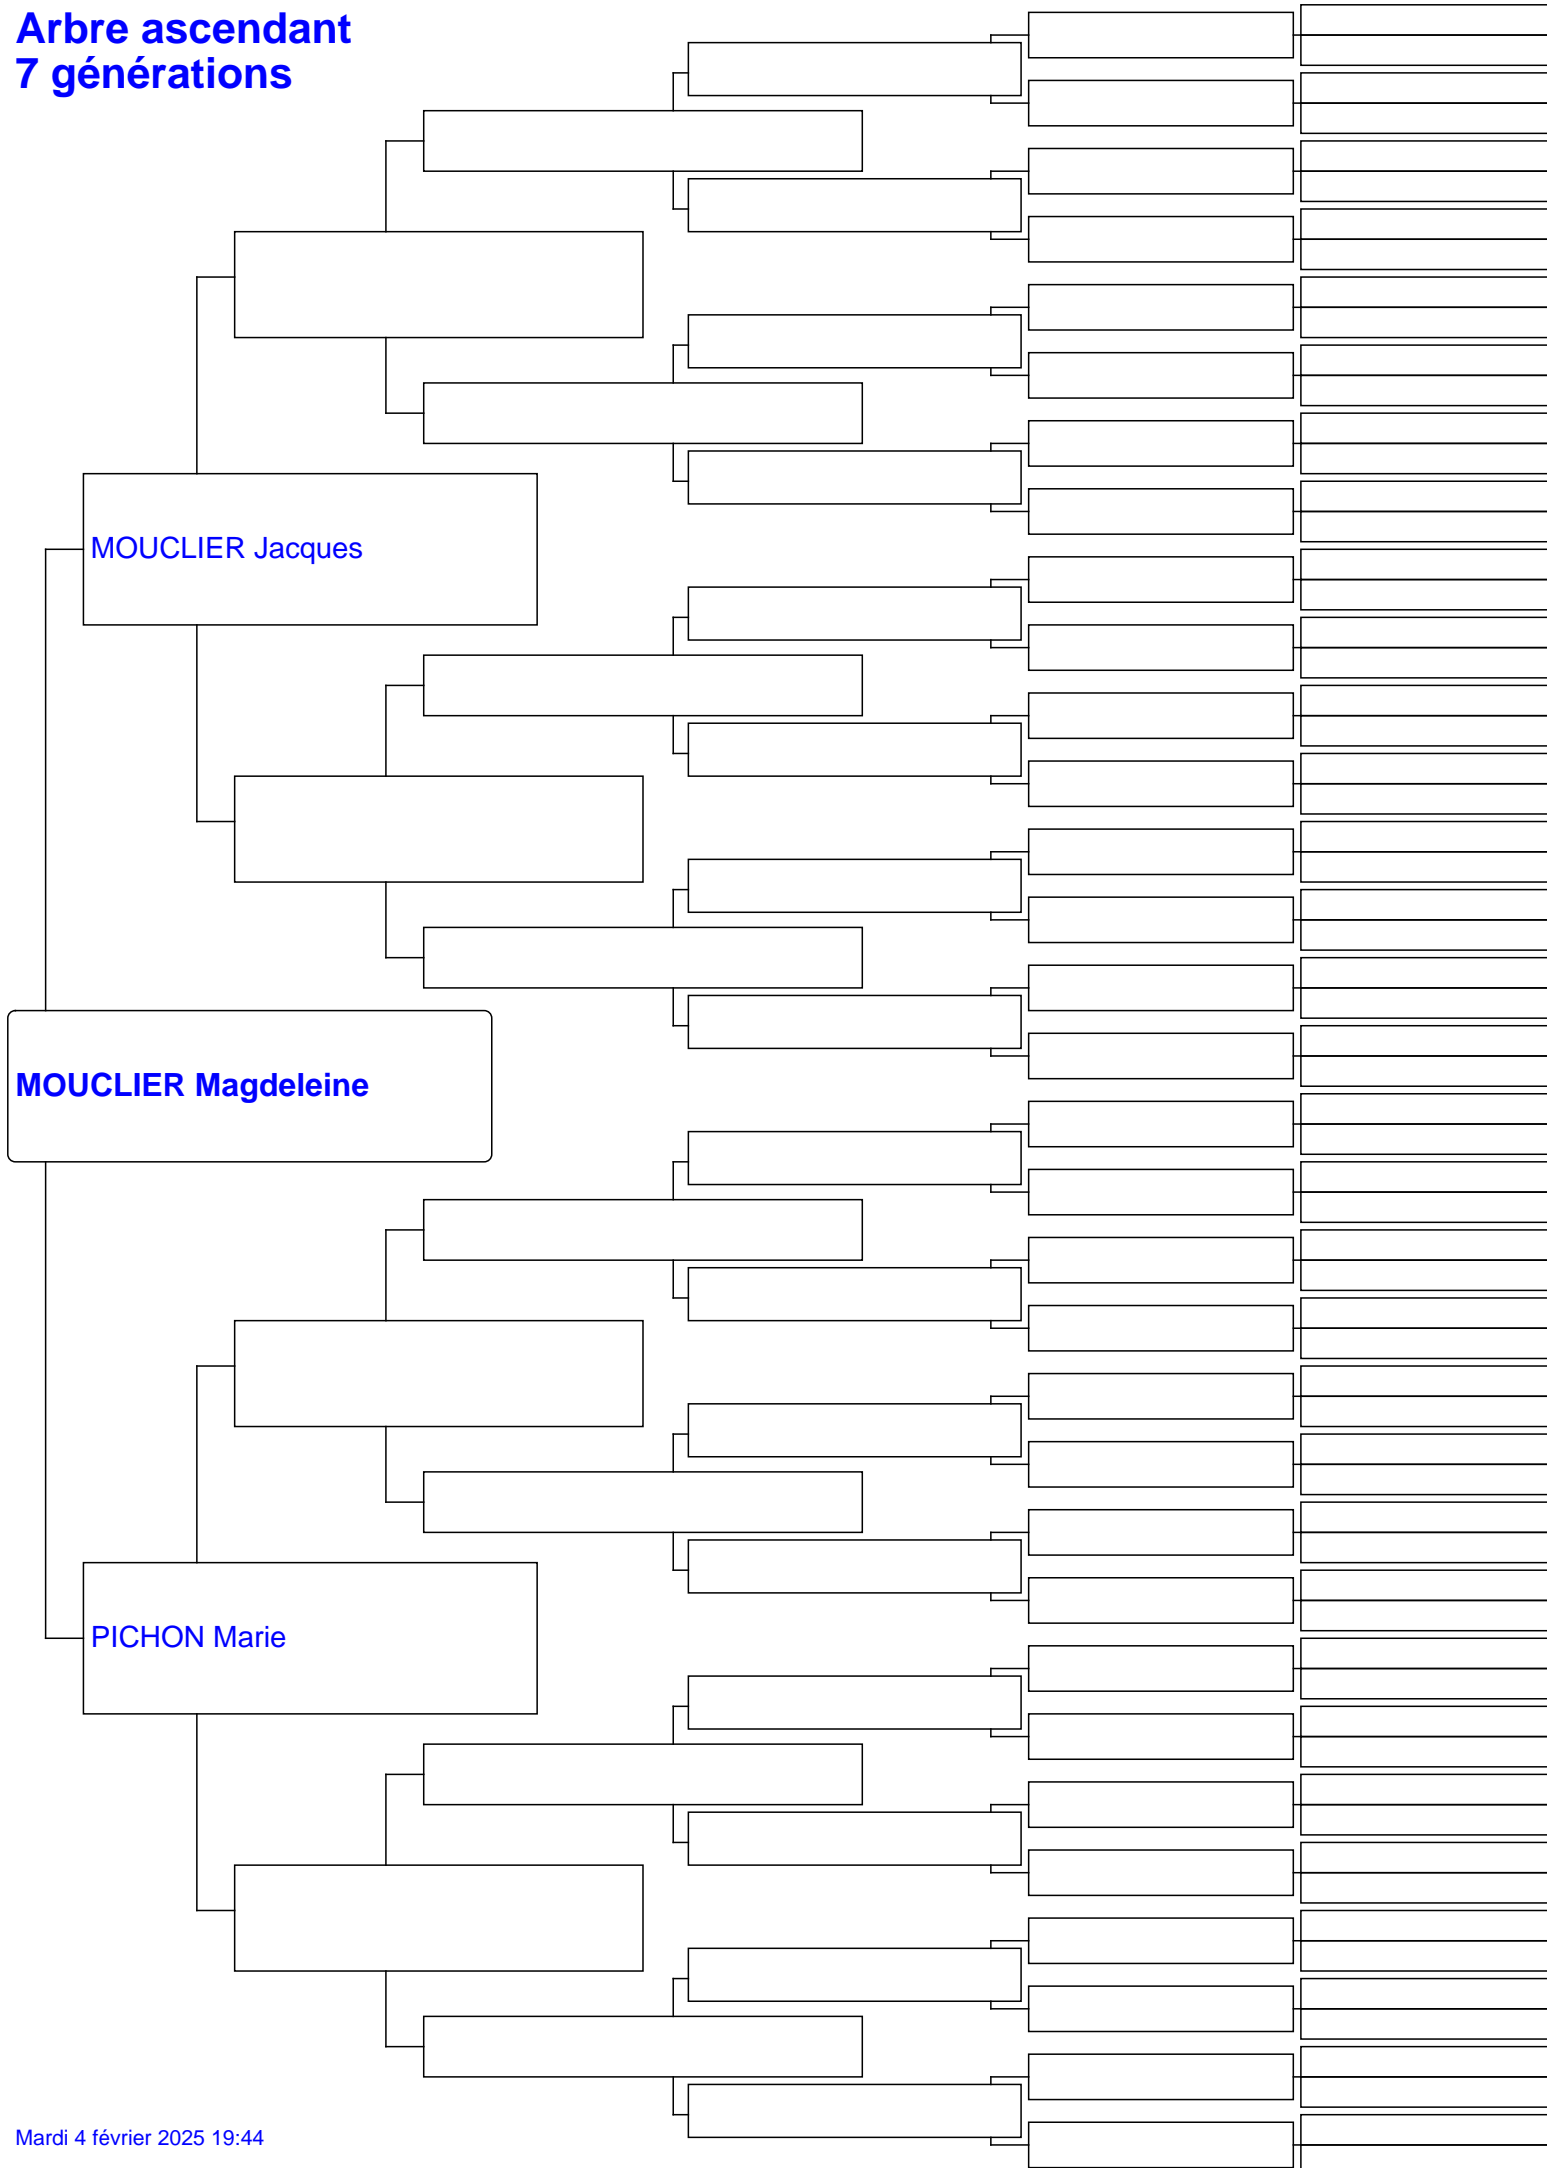 Arbre ascendant
7 générations
MOUCLIER Jacques
MOUCLIER Magdeleine
PICHON Marie
Mardi 4 février 2025 19:44